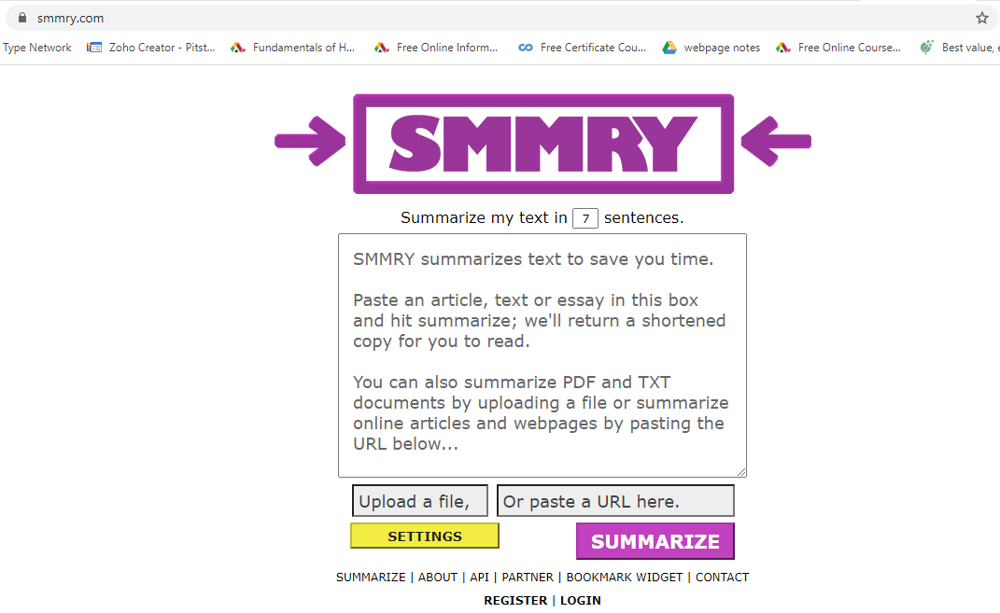 smmry.com
Type Network Zoho Creator - Pitst... Fundamentals of H... Free Online Inform... Free Certificate Cou... webpage notes Free Online Course... Best value,
SMMRY
Summarize my text in 7 sentences.
SMMRY summarizes text to save you time.
Paste an article, text or essay in this box
and hit summarize; we'll return a shortened
copy for you to read.
You can also summarize PDF and TXT
documents by uploading a file or summarize
online articles and webpages by pasting the
URL below...
Upload a file, Or paste a URL here.
SETTINGS SUMMARIZE
SUMMARIZE | ABOUT | API | PARTNER | BOOKMARK WIDGET | CONTACT
REGISTER | LOGIN